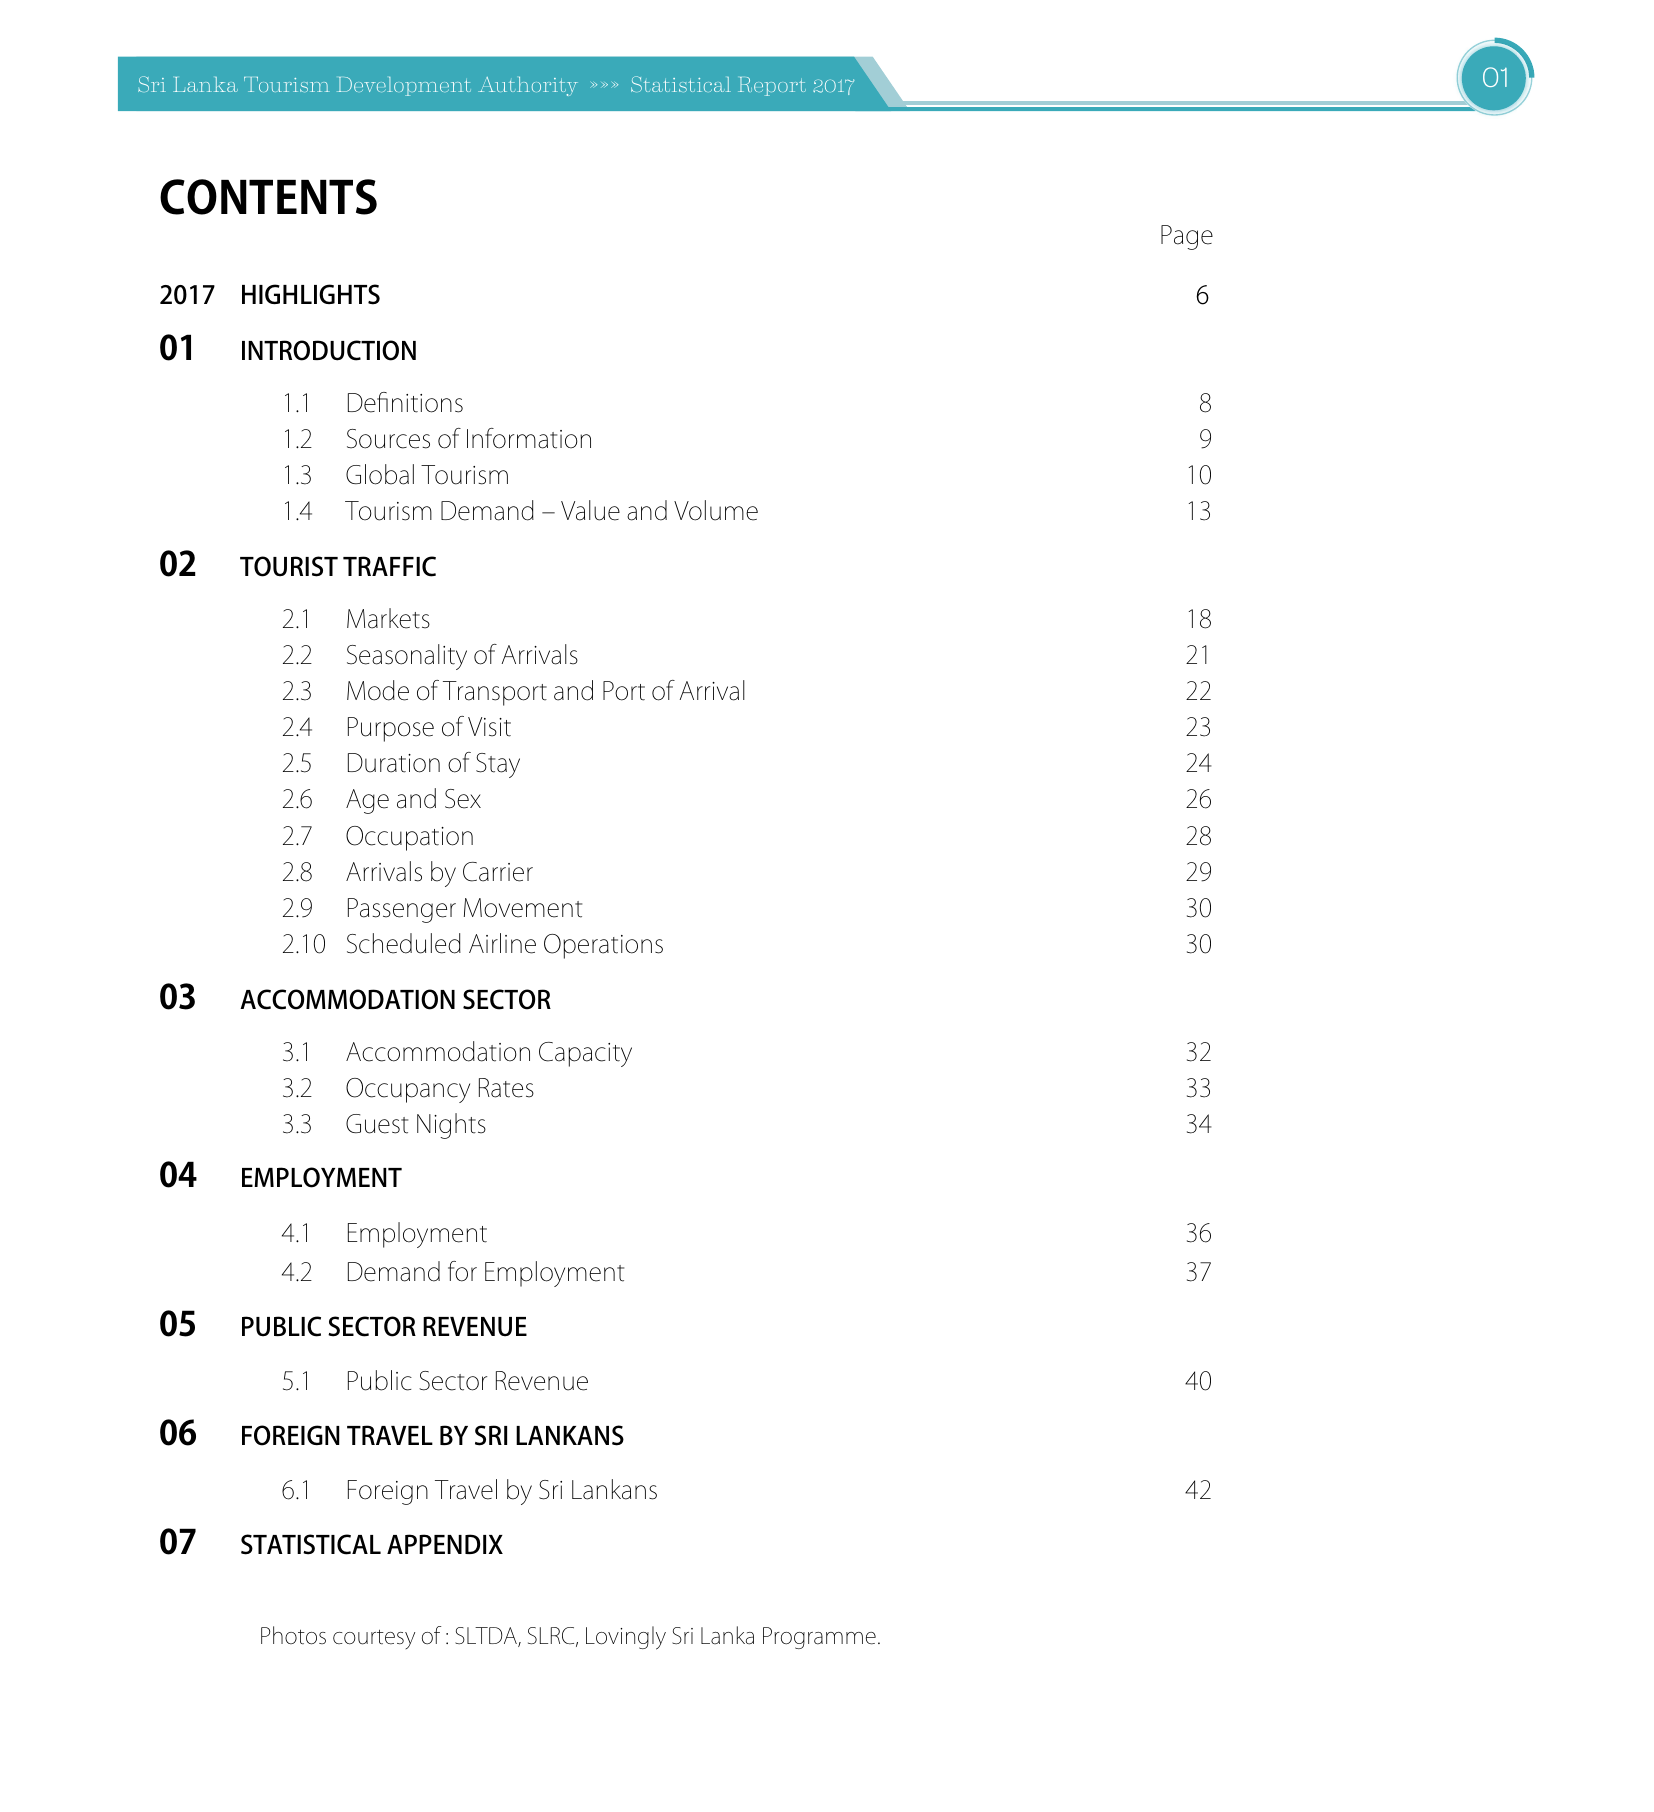 Sri Lanka Tourism Development Authority »»» Statistical Report 2017
01
CONTENTS
Page
2017 HIGHLIGHTS 6
01 INTRODUCTION
1.1 Definitions 8
1.2 Sources of Information 9
1.3 Global Tourism 10
1.4 Tourism Demand – Value and Volume 13
02 TOURIST TRAFFIC
2.1 Markets 18
2.2 Seasonality of Arrivals 21
2.3 Mode of Transport and Port of Arrival 22
2.4 Purpose of Visit 23
2.5 Duration of Stay 24
2.6 Age and Sex 26
2.7 Occupation 28
2.8 Arrivals by Carrier 29
2.9 Passenger Movement 30
2.10 Scheduled Airline Operations 30
03 ACCOMMODATION SECTOR
3.1 Accommodation Capacity 32
3.2 Occupancy Rates 33
3.3 Guest Nights 34
04 EMPLOYMENT
4.1 Employment 36
4.2 Demand for Employment 37
05 PUBLIC SECTOR REVENUE
5.1 Public Sector Revenue 40
06 FOREIGN TRAVEL BY SRI LANKANS
6.1 Foreign Travel by Sri Lankans 42
07 STATISTICAL APPENDIX
Photos courtesy of : SLTDA, SLRC, Lovingly Sri Lanka Programme.